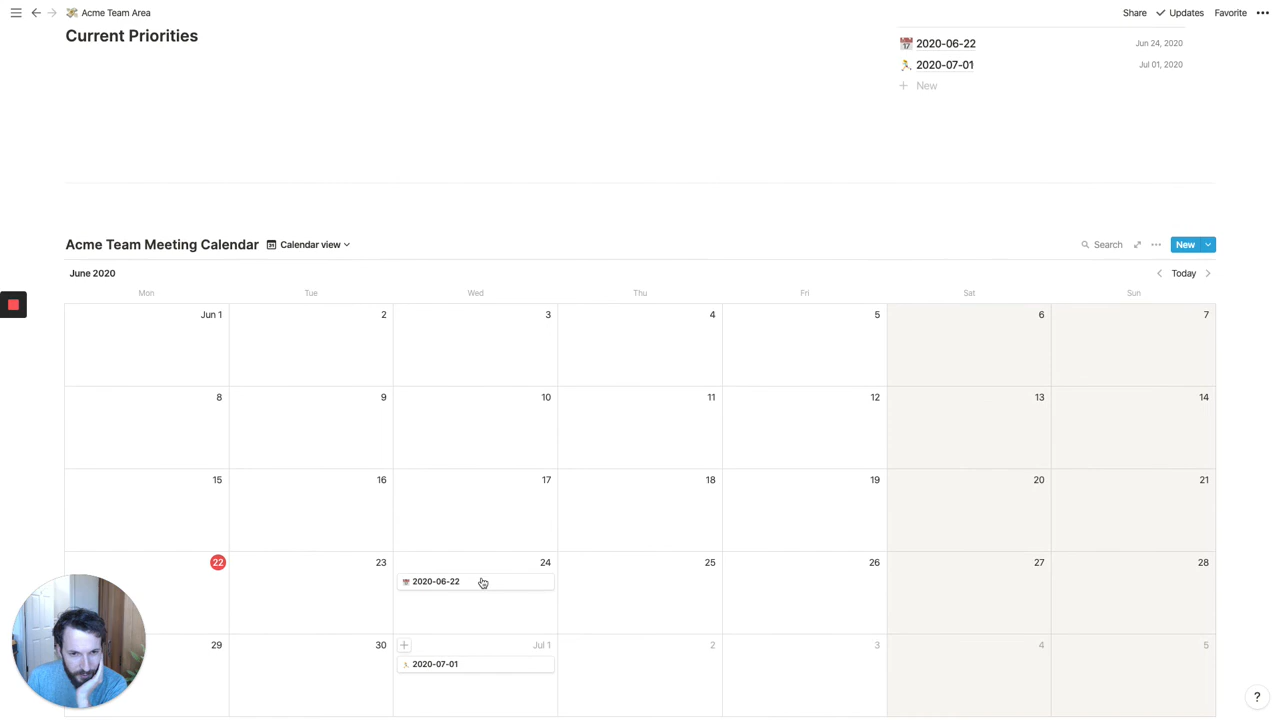 Acme Team Area
Share
Updates
Favorite
Current Priorities
2020-06-22
Jun 24, 2020
2020-07-01
Jul 01, 2020
New
Acme Team Meeting Calendar
Calendar view
Search
New
June 2020
Today
Mon Tue Wed Thu Fri Sat Sun
Jun 1 2 3 4 5 6 7
8 9 10 11 12 13 14
15 16 17 18 19 20 21
22 23 24 25 26 27 28
2020-06-22
29 30 Jul 1 2 3 4 5
2020-07-01
?